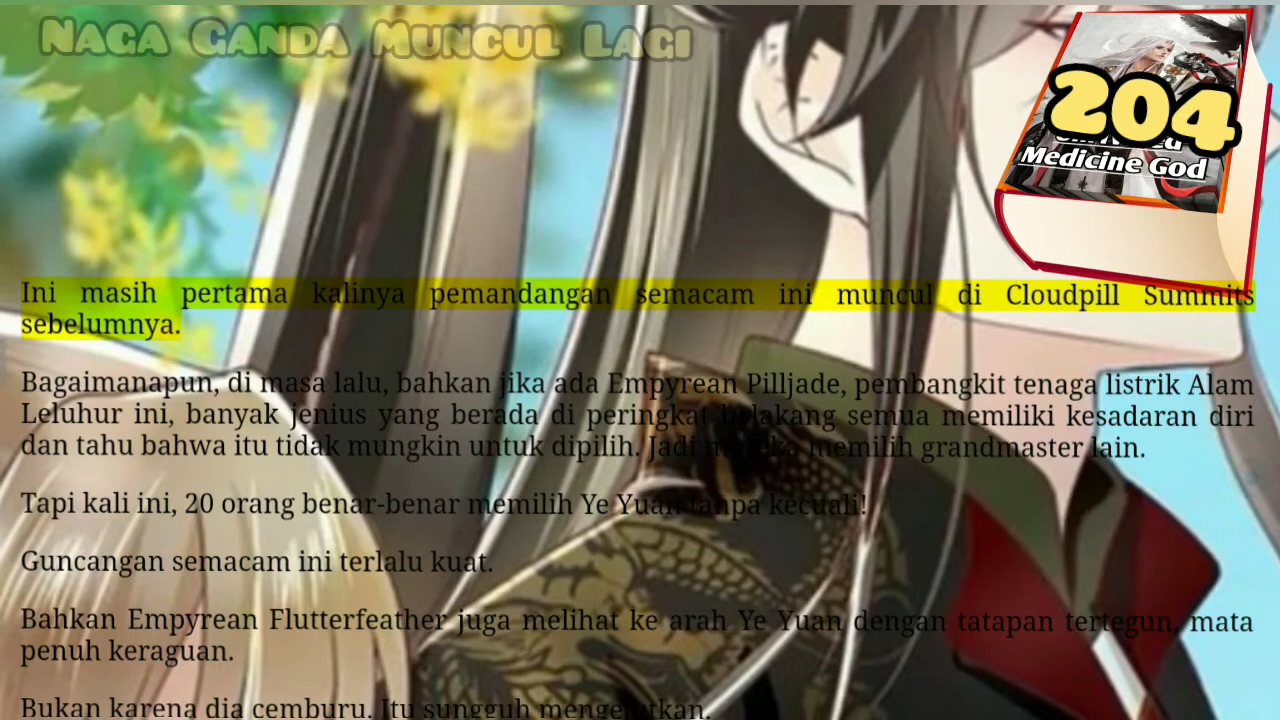 Naga Ganda Muncul Lagi
204
Medicine God
Ini masih pertama kalinya pemandangan semacam ini muncul di Cloudpill Summits
sebelumnya.
Bagaimanapun, di masa lalu, bahkan jika ada Empyrean Pilljade, pembangkit tenaga listrik Alam
Leluhur ini, banyak jenius yang berada di peringkat belakang semua memiliki kesadaran diri
dan tahu bahwa itu tidak mungkin untuk dipilih. Jadi mereka memilih grandmaster lain.
Tapi kali ini, 20 orang benar-benar memilih Ye Yuan tanpa kecuali!
Guncangan semacam ini terlalu kuat.
Bahkan Empyrean Flutterfeather juga melihat ke arah Ye Yuan dengan tatapan tertegun, mata
penuh keraguan.
Bukan karena dia cemburu. Itu sungguh mengejutkan.